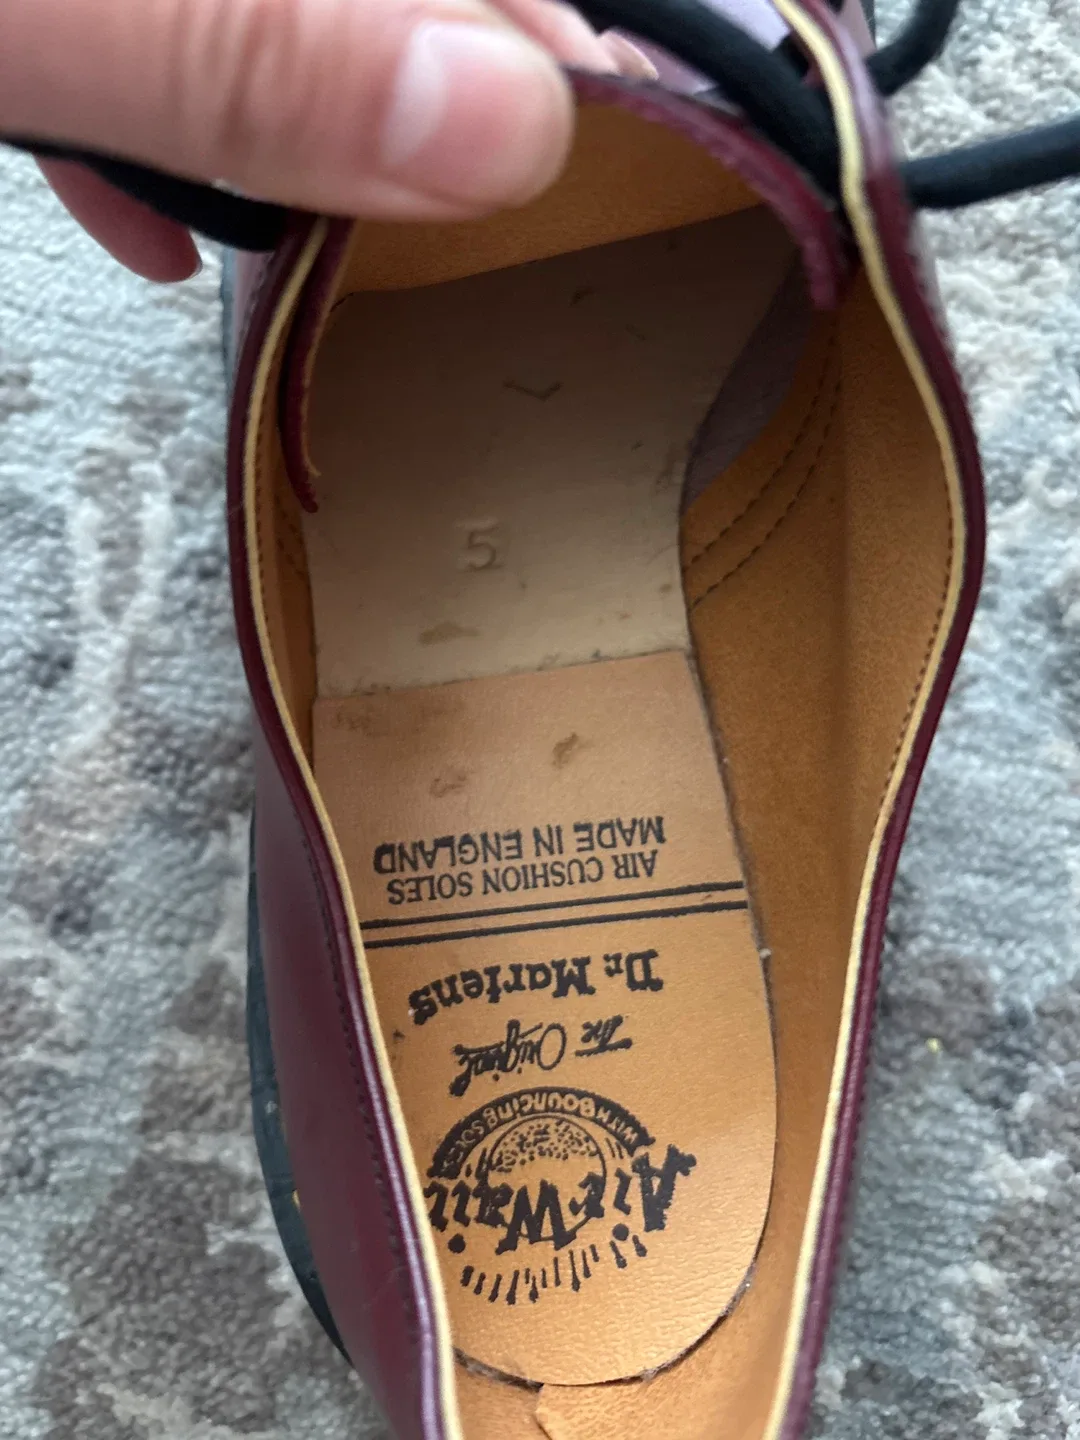 AirWair
WITH BOUNCING SOLES
The Original
Dr. Martens
AIR CUSHION SOLES
MADE IN ENGLAND
5